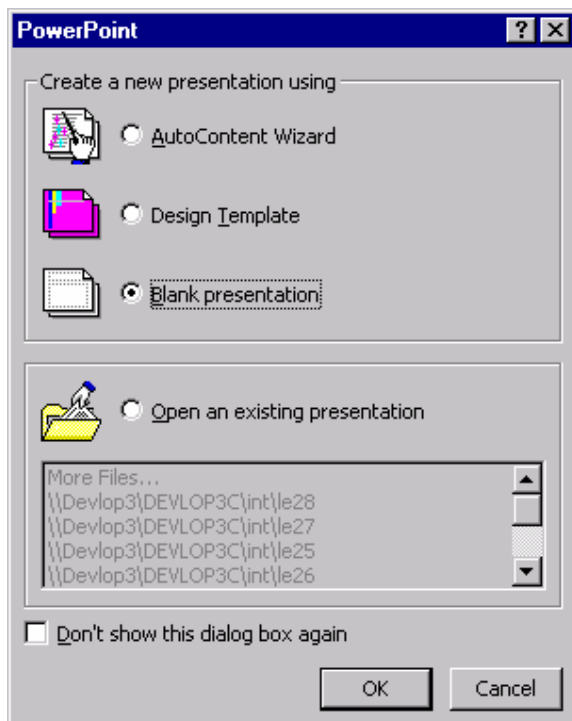 PowerPoint
Create a new presentation using
AutoContent Wizard
Design Template
Blank presentation
Open an existing presentation
More Files...
\\Devlop3\DEVLOP3C\int\le28
\\Devlop3\DEVLOP3C\int\le27
\\Devlop3\DEVLOP3C\int\le25
\\Devlop3\DEVLOP3C\int\le26
Don't show this dialog box again
OK Cancel